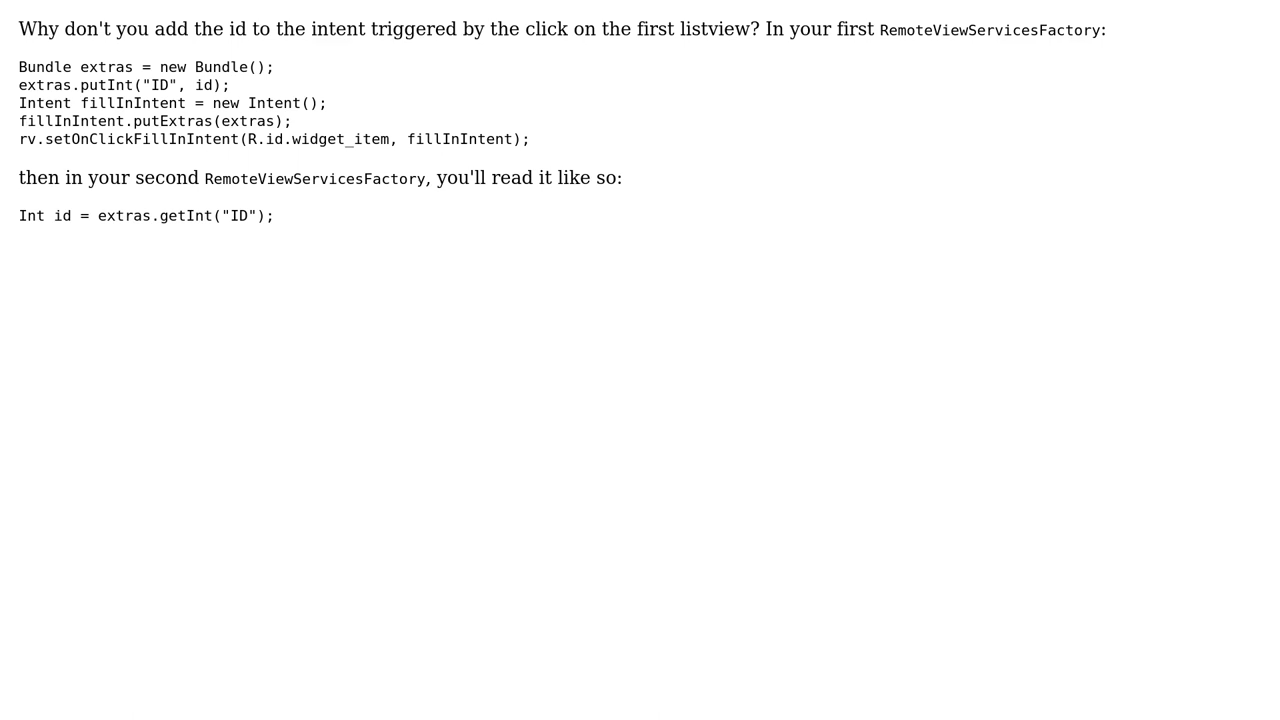 Why don't you add the id to the intent triggered by the click on the first listview? In your first RemoteViewServicesFactory:
Bundle extras = new Bundle();
extras.putInt("ID", id);
Intent fillInIntent = new Intent();
fillInIntent.putExtras(extras);
rv.setOnClickFillInIntent(R.id.widget_item, fillInIntent);
then in your second RemoteViewServicesFactory, you'll read it like so:
Int id = extras.getInt("ID");